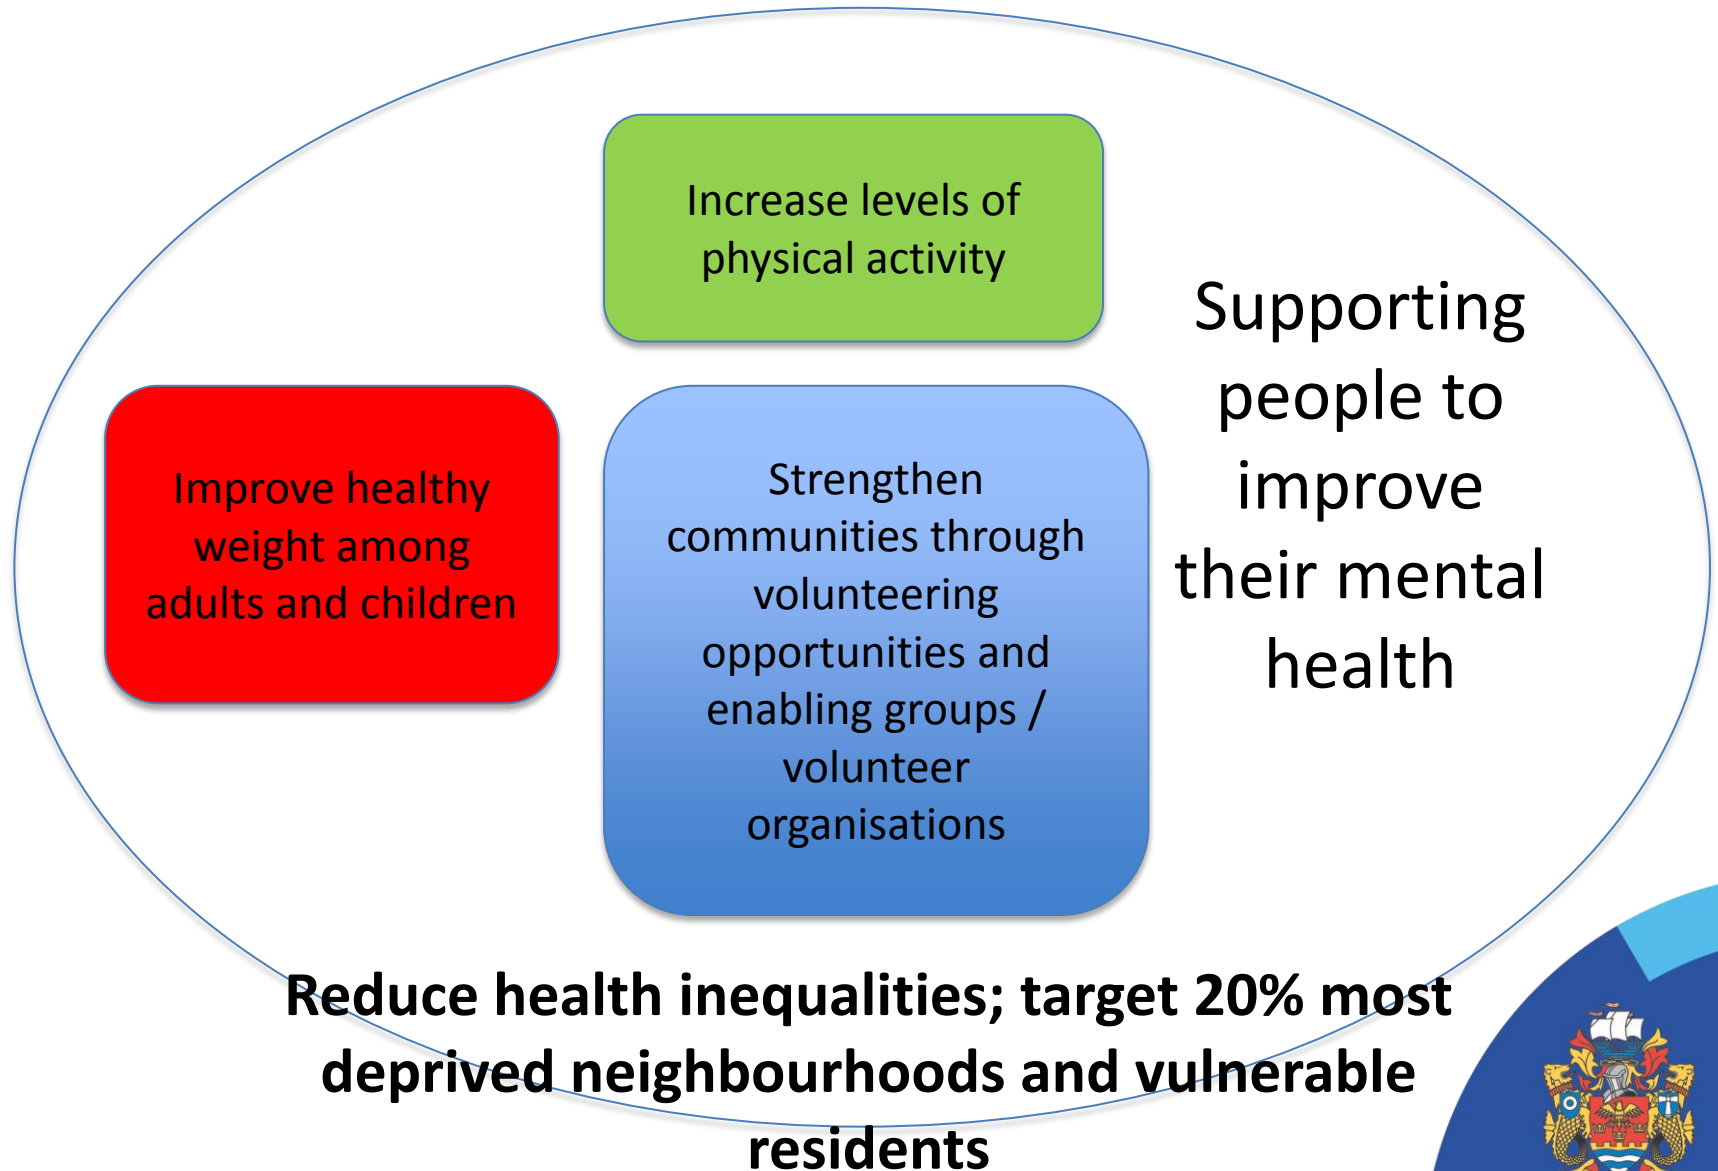 Increase levels of
physical activity
Improve healthy
weight among
adults and children
Strengthen
communities through
volunteering
opportunities and
enabling groups /
volunteer
organisations
Supporting
people to
improve
their mental
health
Reduce health inequalities; target 20% most
deprived neighbourhoods and vulnerable
residents